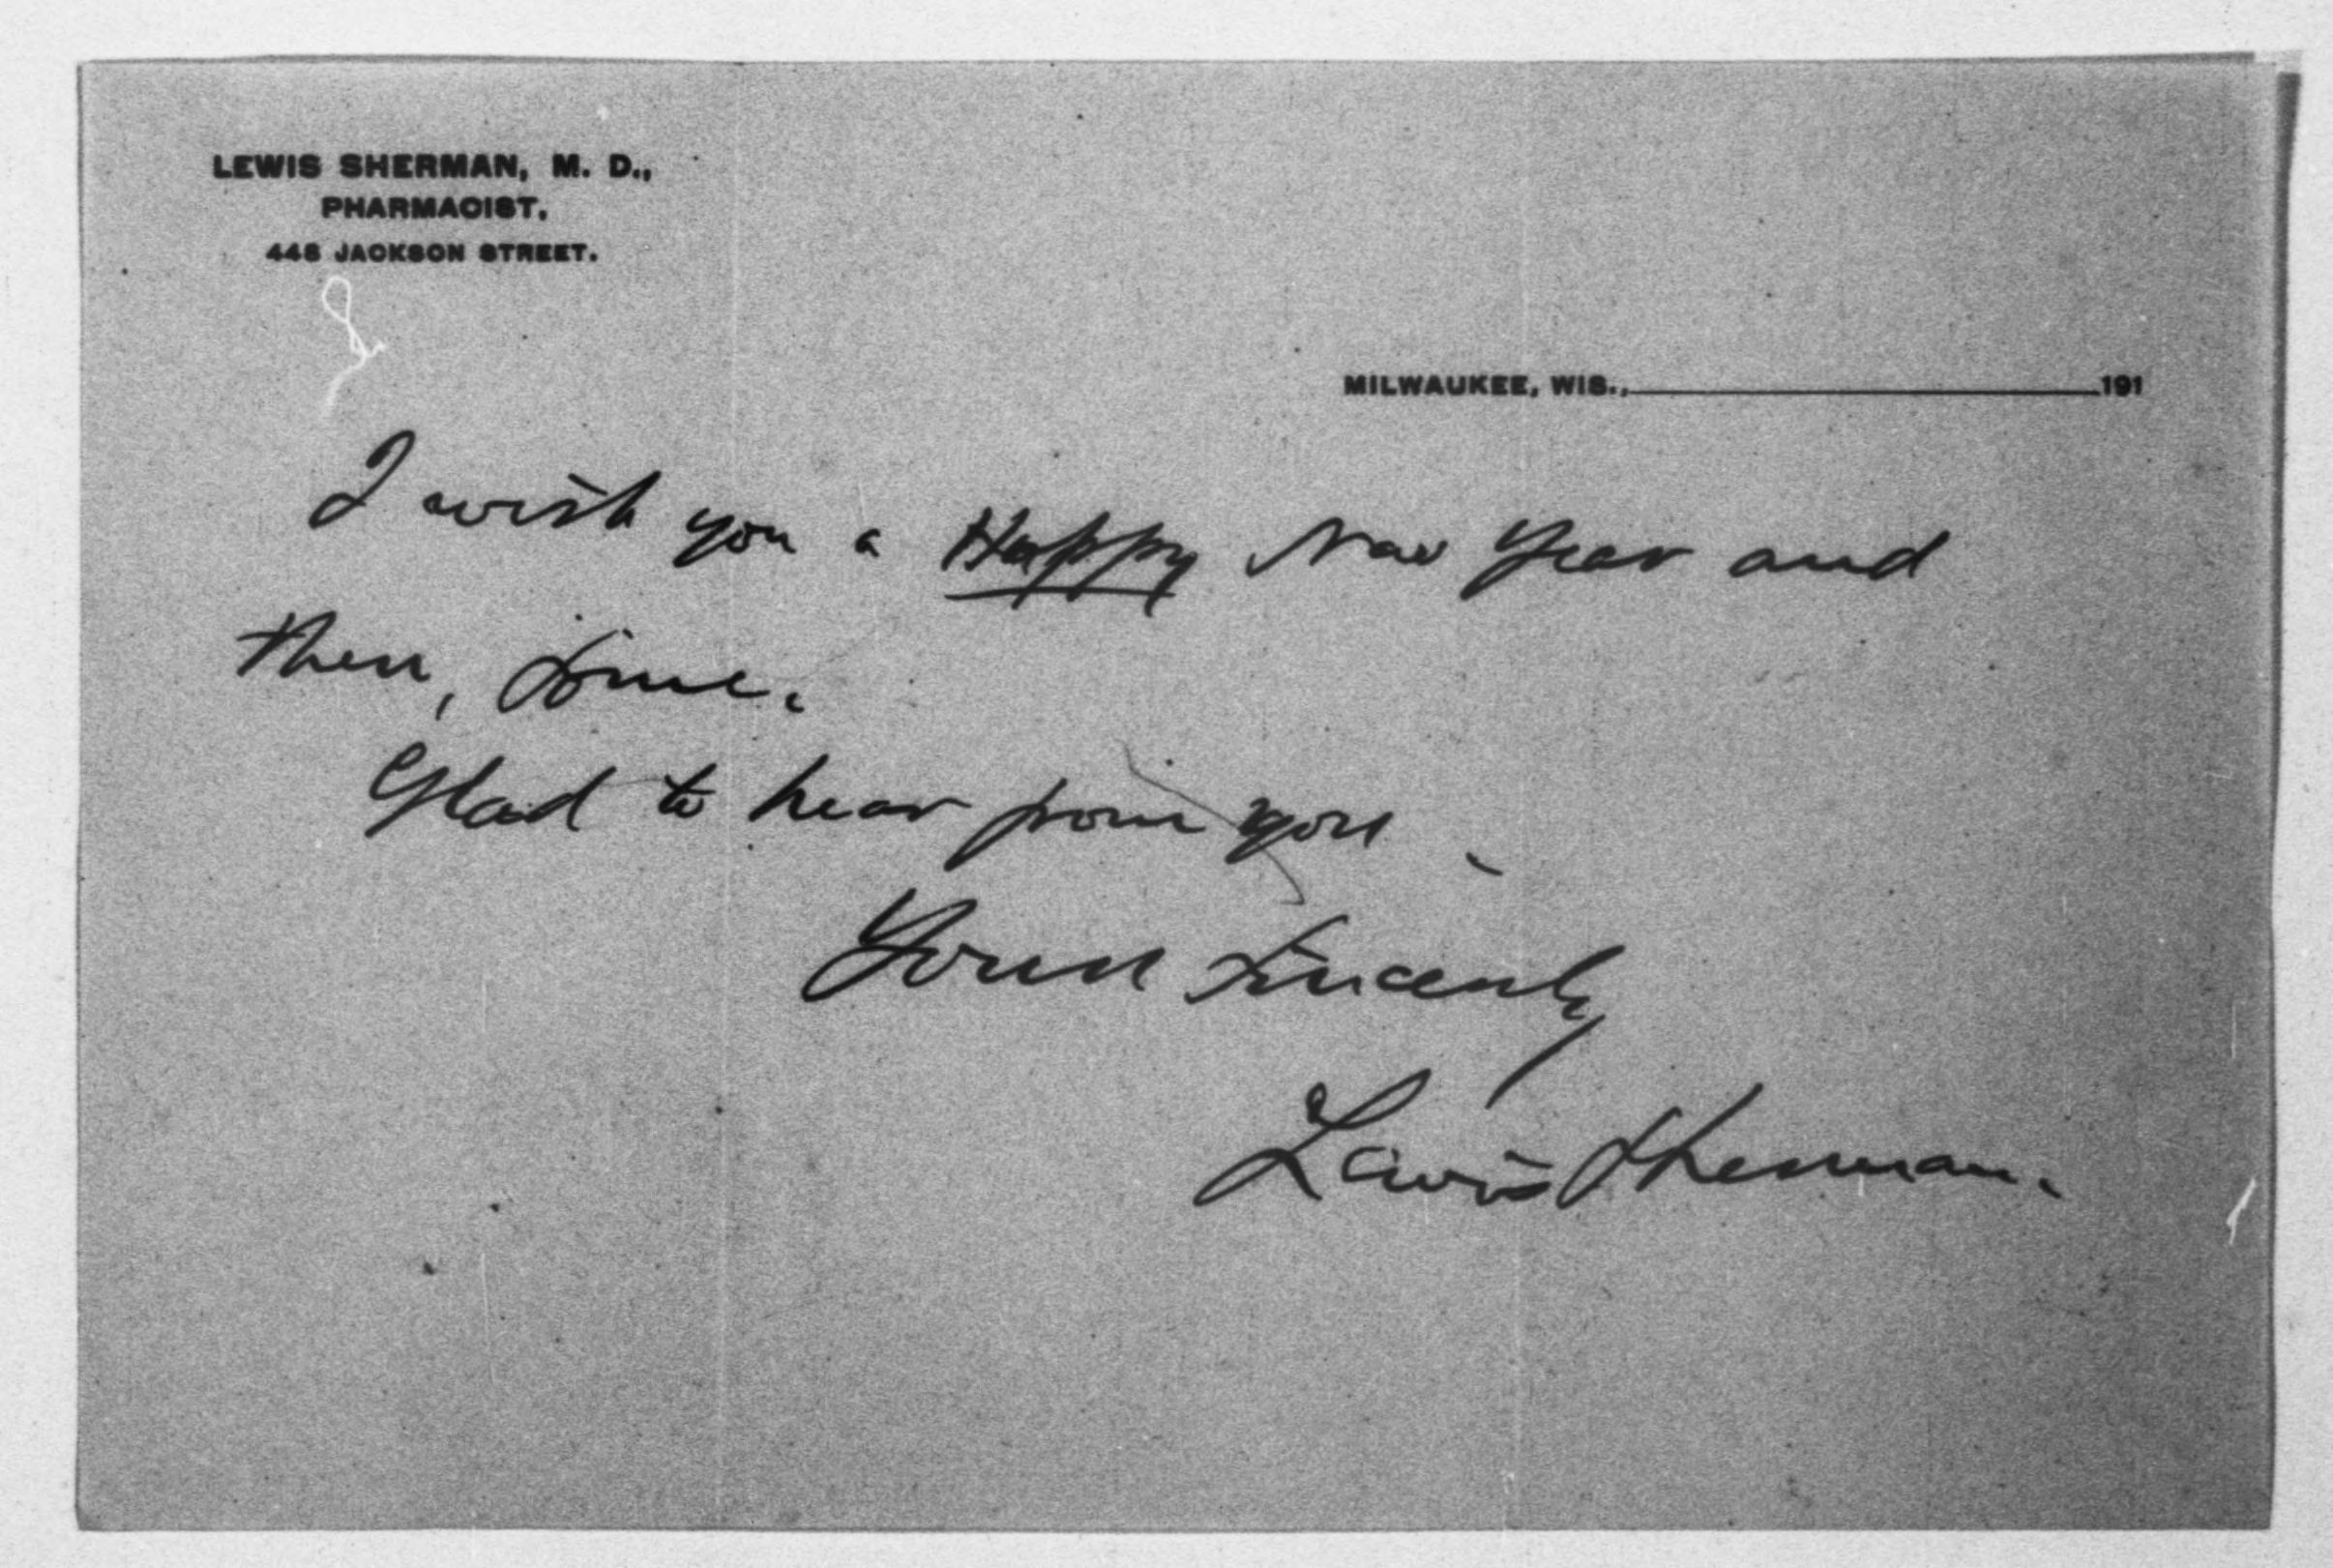 LEWIS SHERMAN, M. D.,
PHARMACIST,
448 JACKSON STREET.
MILWAUKEE, WIS., 191
I wish you a Happy New Year and
then, some.
Glad to hear from you.
Yours Sincerely
Lewis Sherman.